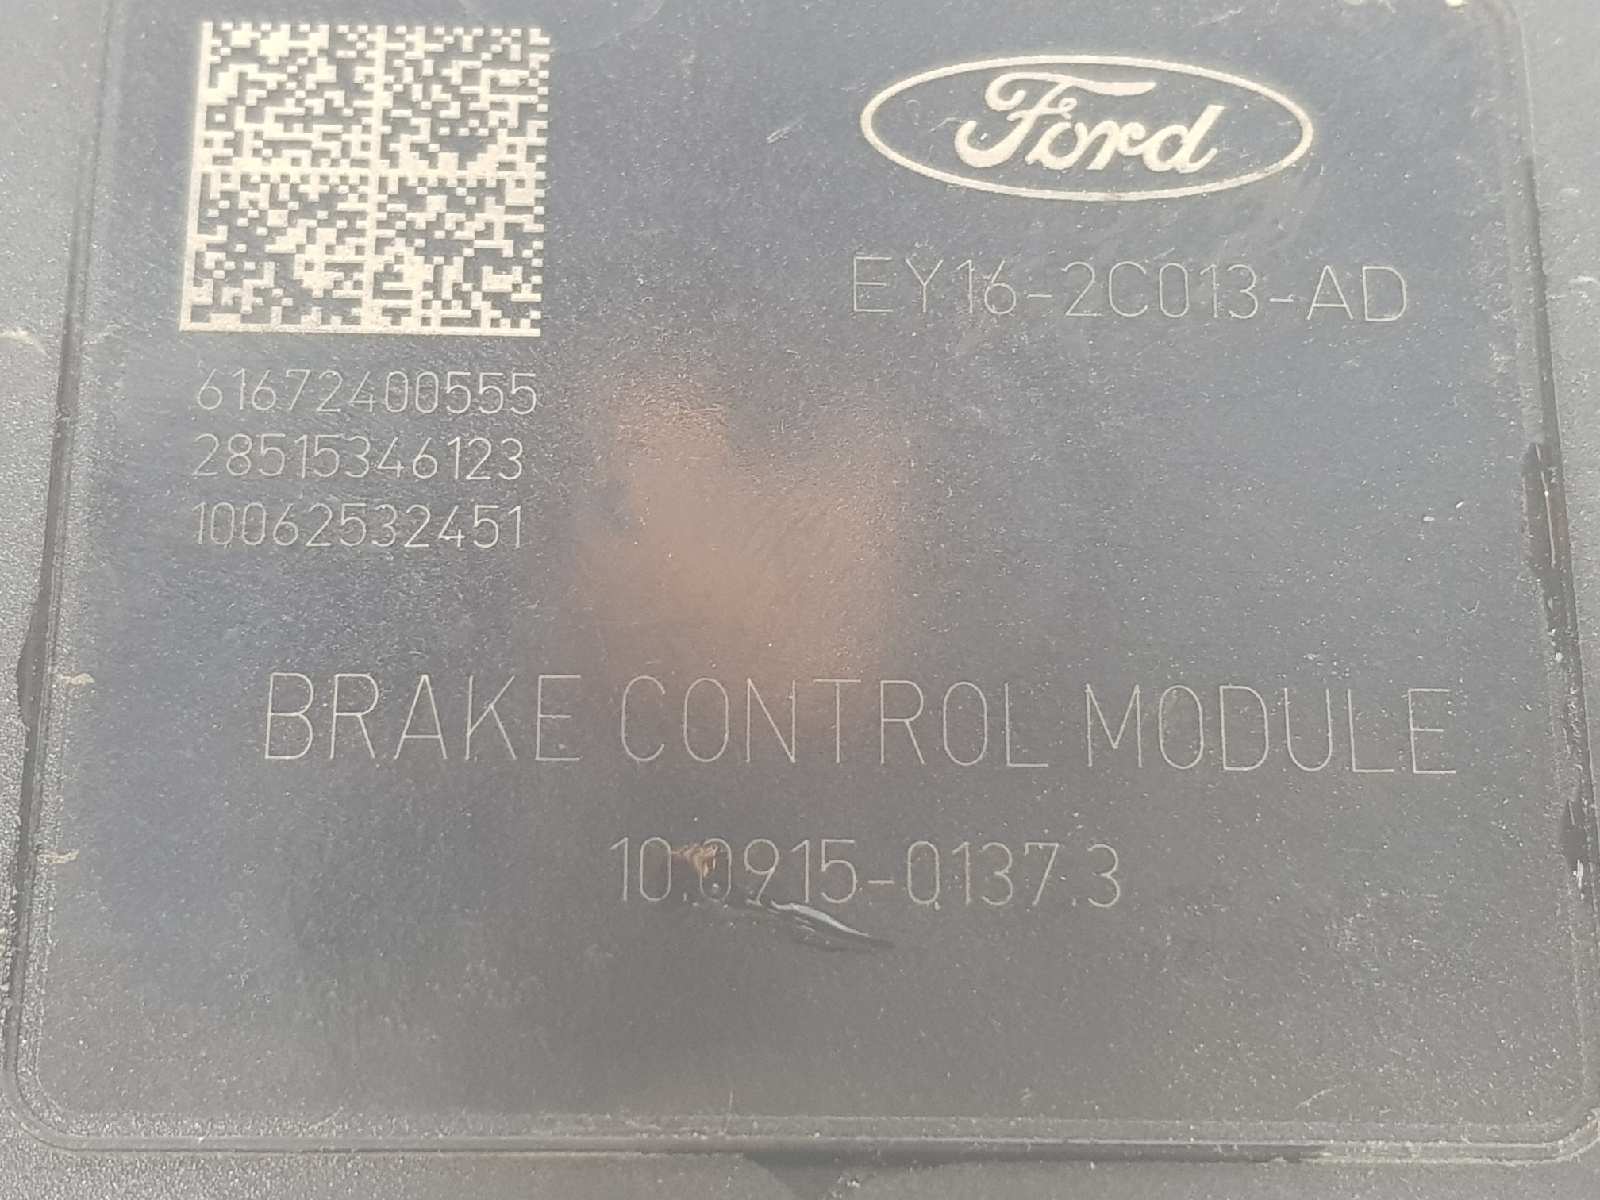 Ford
EY16-2C013-AD
61672400555
28515346123
10062532451
BRAKE CONTROL MODULE
10.0915-0137.3